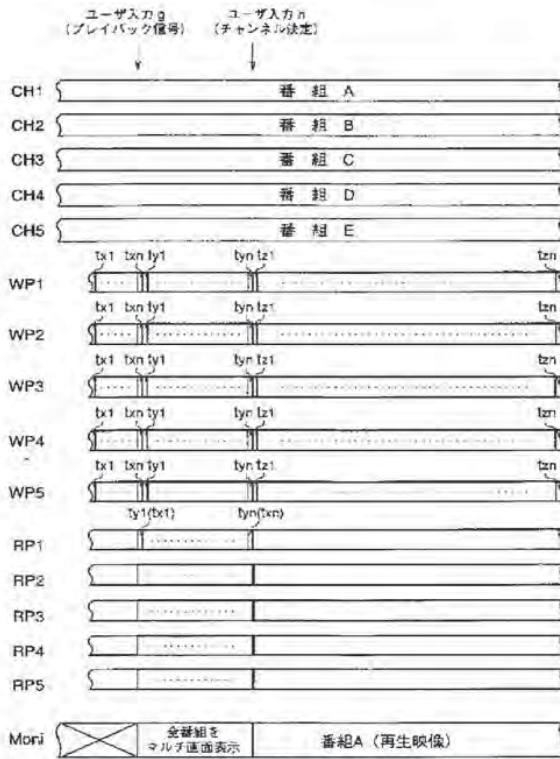 ユーザ入力g ユーザ入力h
(プレイバック信号) (チャンネル決定)
CH1 番組 A
CH2 番組 B
CH3 番組 C
CH4 番組 D
CH5 番組 E
tx1 txn ty1 tyn tz1 tzn
WP1
tx1 txn ty1 tyn tz1 tzn
WP2
tx1 txn ty1 tyn tz1 tzn
WP3
tx1 txn ty1 tyn tz1 tzn
WP4
tx1 txn ty1 tyn tz1 tzn
WP5
ty1(tx1) tyn(txn)
RP1
RP2
RP3
RP4
RP5
Moni 全番組をマルチ画面表示 番組A (再生映像)